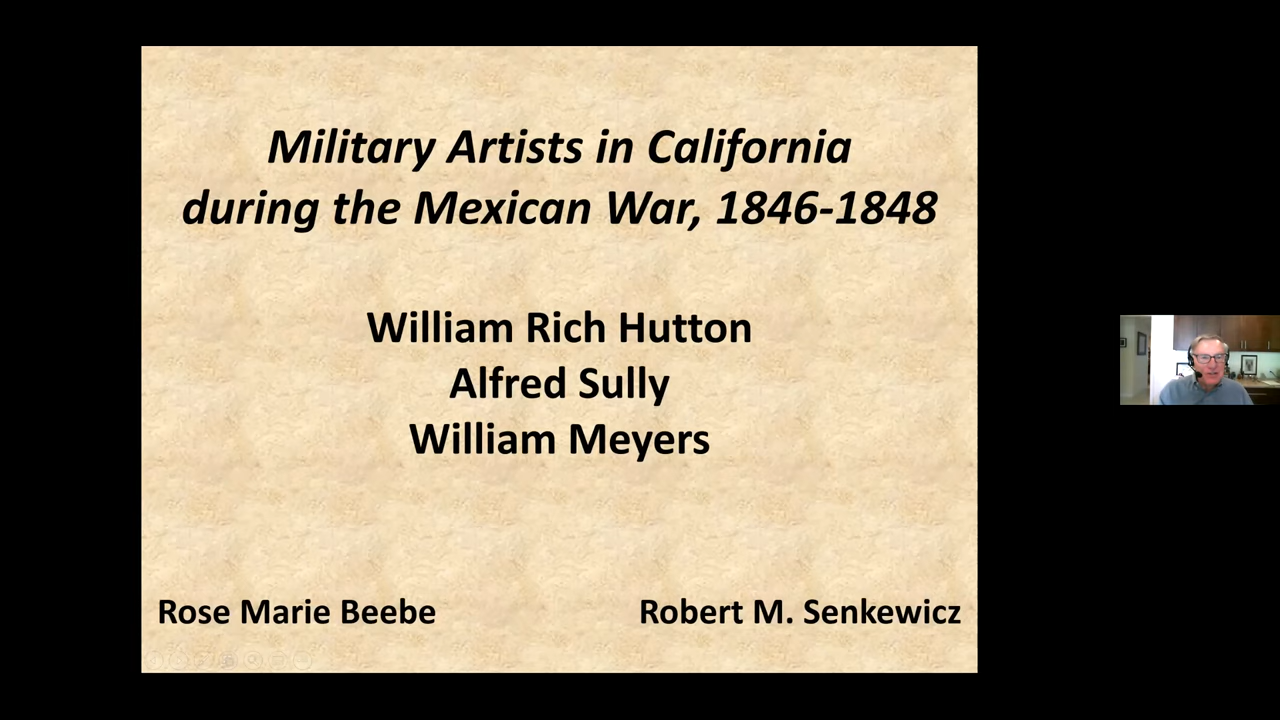 Military Artists in California
during the Mexican War, 1846-1848
William Rich Hutton
Alfred Sully
William Meyers
Rose Marie Beebe
Robert M. Senkewicz